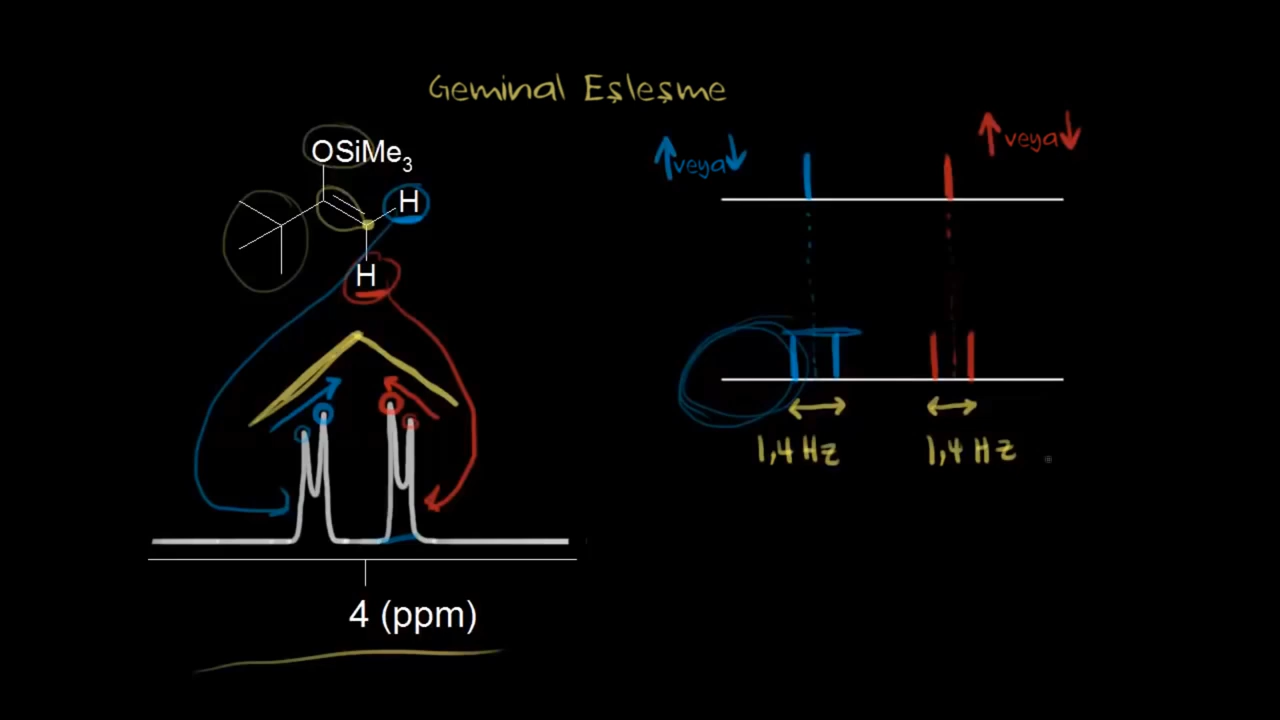 Geminal Eşleşme
OSiMe3
H
H
4 (ppm)
veya
veya
1,4 Hz
1,4 Hz